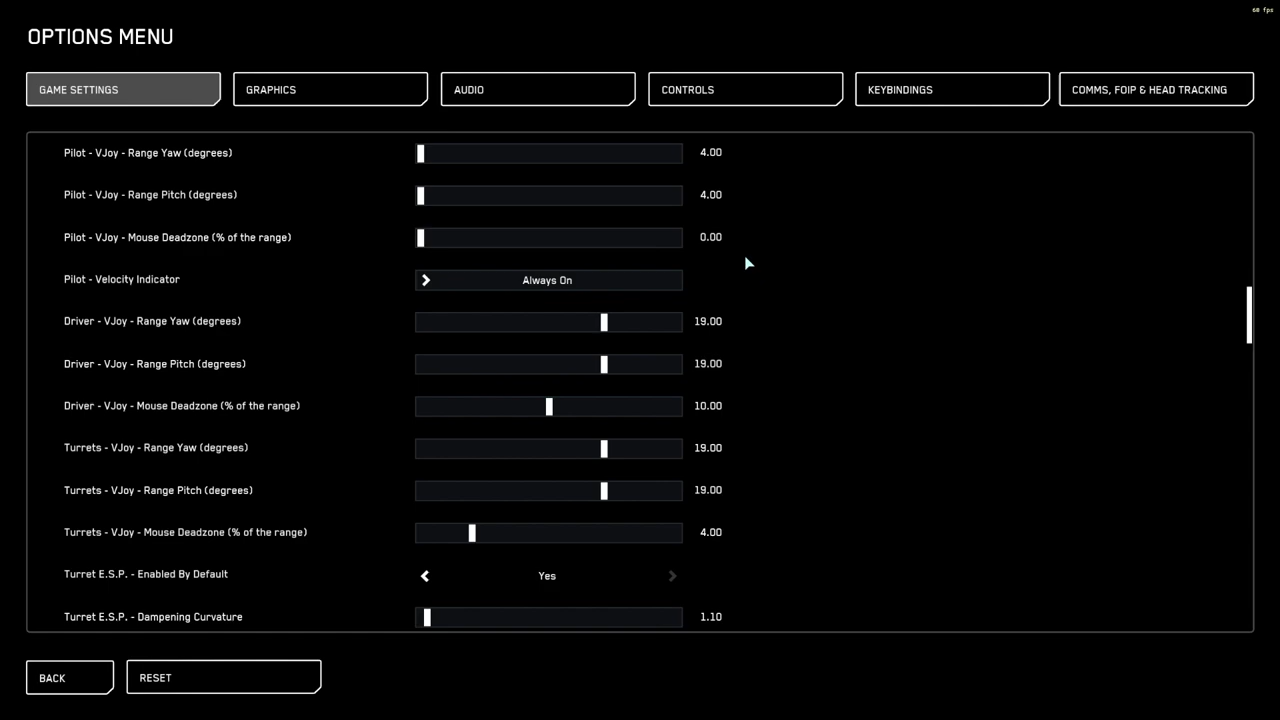 60 fps
OPTIONS MENU
GAME SETTINGS
GRAPHICS
AUDIO
CONTROLS
KEYBINDINGS
COMMS, FOIP & HEAD TRACKING
Pilot - VJoy - Range Yaw (degrees) 4.00
Pilot - VJoy - Range Pitch (degrees) 4.00
Pilot - VJoy - Mouse Deadzone (% of the range) 0.00
Pilot - Velocity Indicator Always On
Driver - VJoy - Range Yaw (degrees) 19.00
Driver - VJoy - Range Pitch (degrees) 19.00
Driver - VJoy - Mouse Deadzone (% of the range) 10.00
Turrets - VJoy - Range Yaw (degrees) 19.00
Turrets - VJoy - Range Pitch (degrees) 19.00
Turrets - VJoy - Mouse Deadzone (% of the range) 4.00
Turret E.S.P. - Enabled By Default Yes
Turret E.S.P. - Dampening Curvature 1.10
BACK
RESET